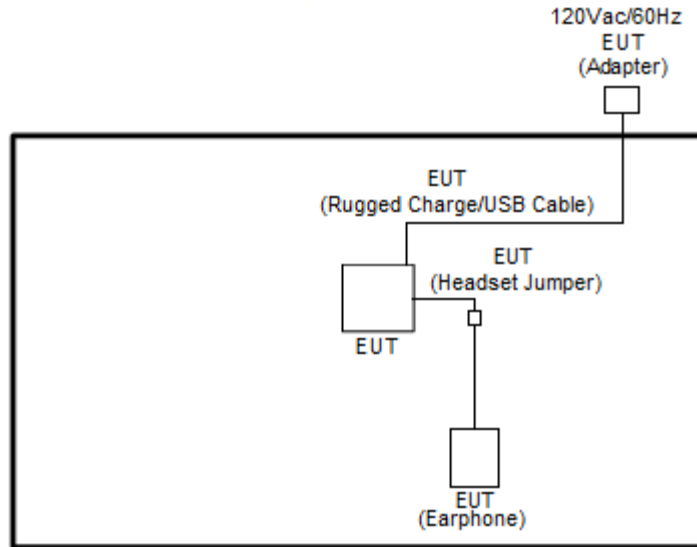 120Vac/60Hz
EUT
(Adapter)
EUT
(Rugged Charge/USB Cable)
EUT
(Headset Jumper)
EUT
EUT
(Earphone)